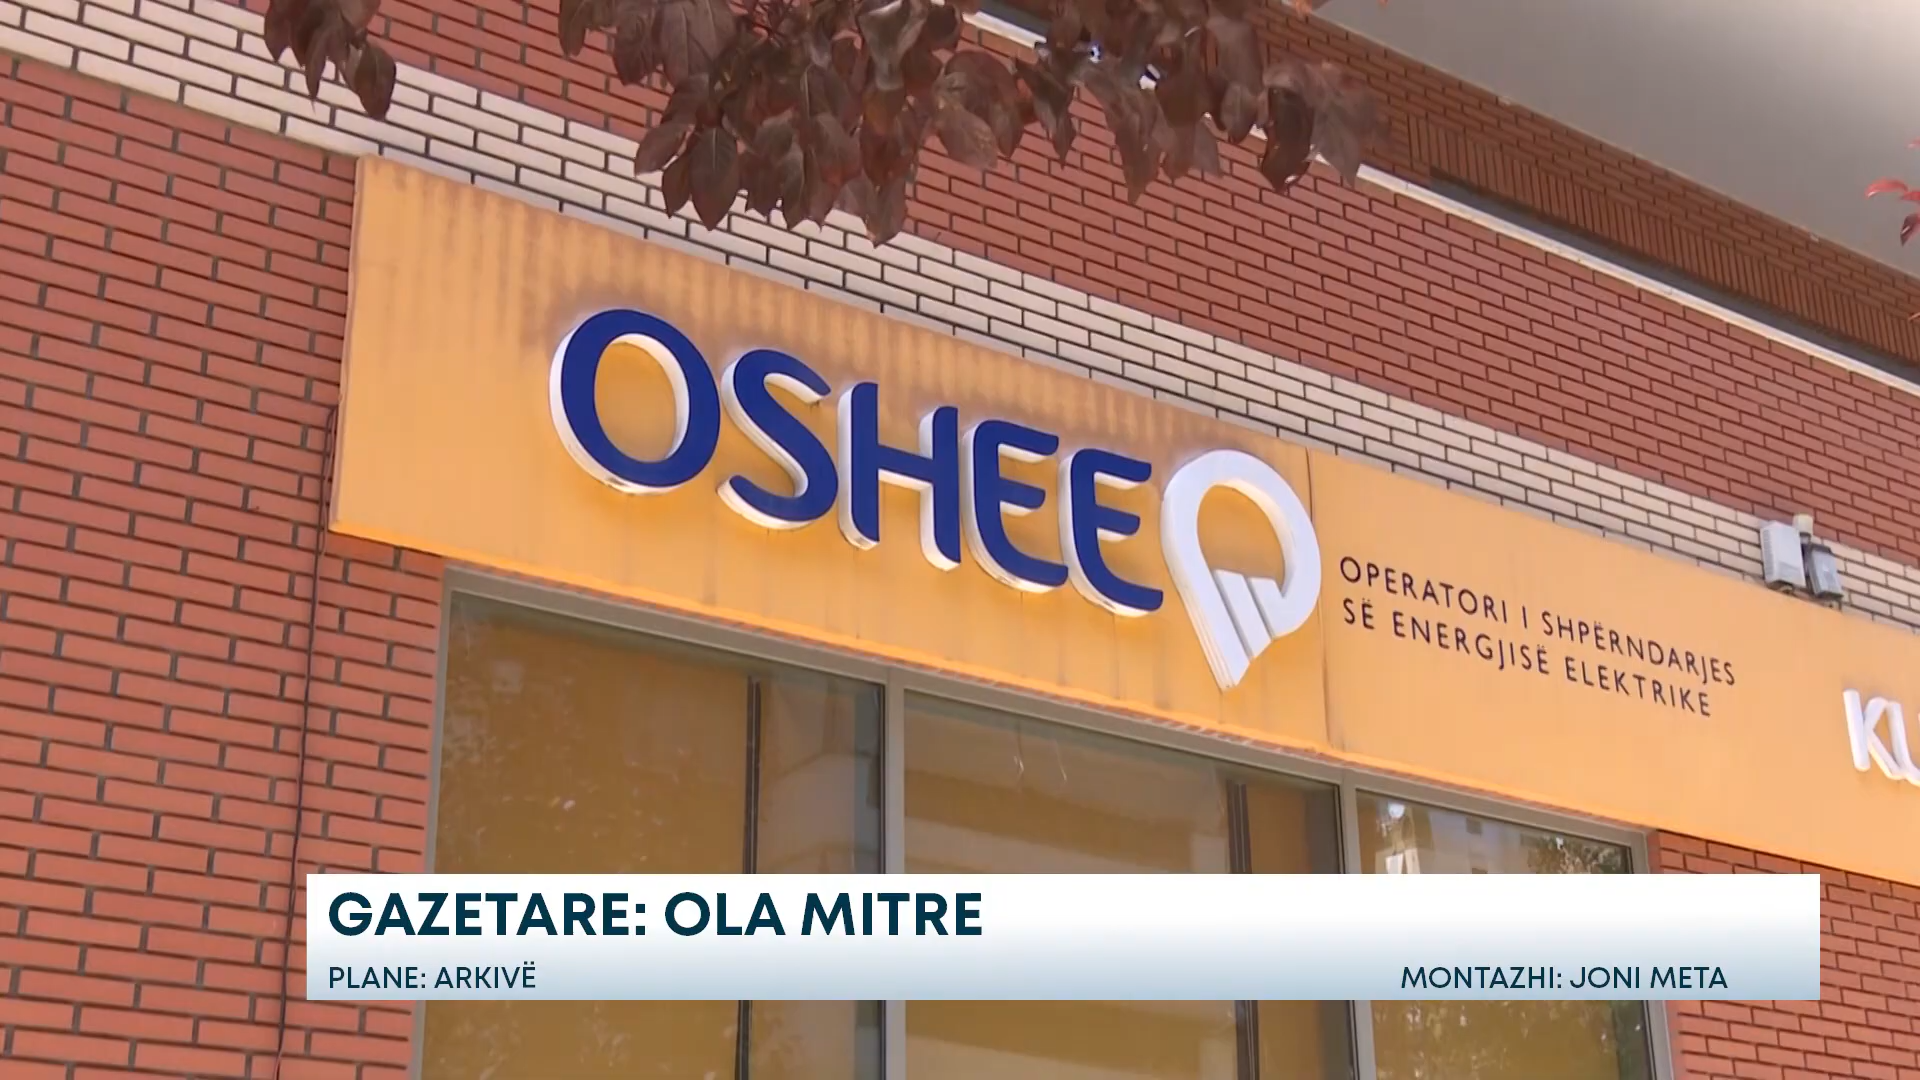 OSHEE
OPERATORI I SHPËRNDARJES
SË ENERGJISË ELEKTRIKE
GAZETARE: OLA MITRE
PLANE: ARKIVË
MONTAZHI: JONI META